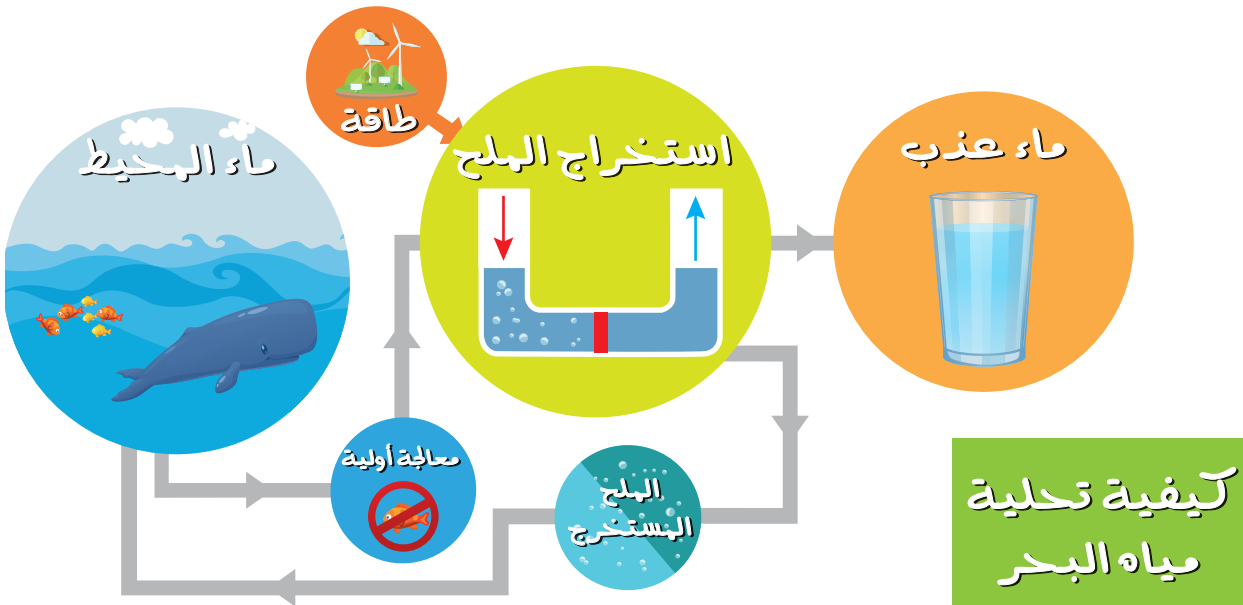 طاقة
ماء المحيط
استخراج الملح
ماء عذب
معالجة أولية
الملح
المستخرج
كيفية تحلية
مياه البحر